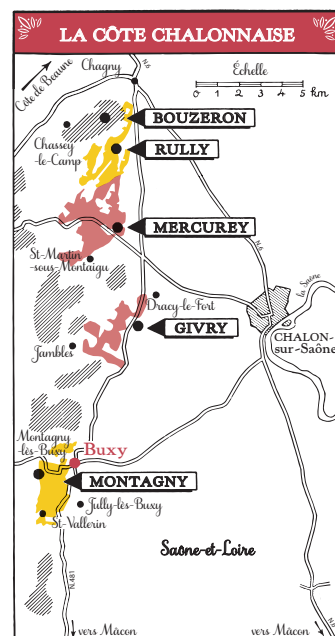 LA CÔTE CHALONNAISE
Côte de Beaune
Chagny
N6
Échelle
0 1 2 3 4 5 km
BOUZERON
Chassey
-le-Camp
RULLY
MERCUREY
N6
St-Martin
-sous-Montaigu
la Saône
Dracy-le-Fort
GIVRY
CHALON-
sur-Saône
Jambles
Montagny
-lès-Buxy
Buxy
MONTAGNY
Jully-lès-Buxy
St-Vallerin
Saône-et-Loire
N.481
vers Mâcon
vers Mâcon